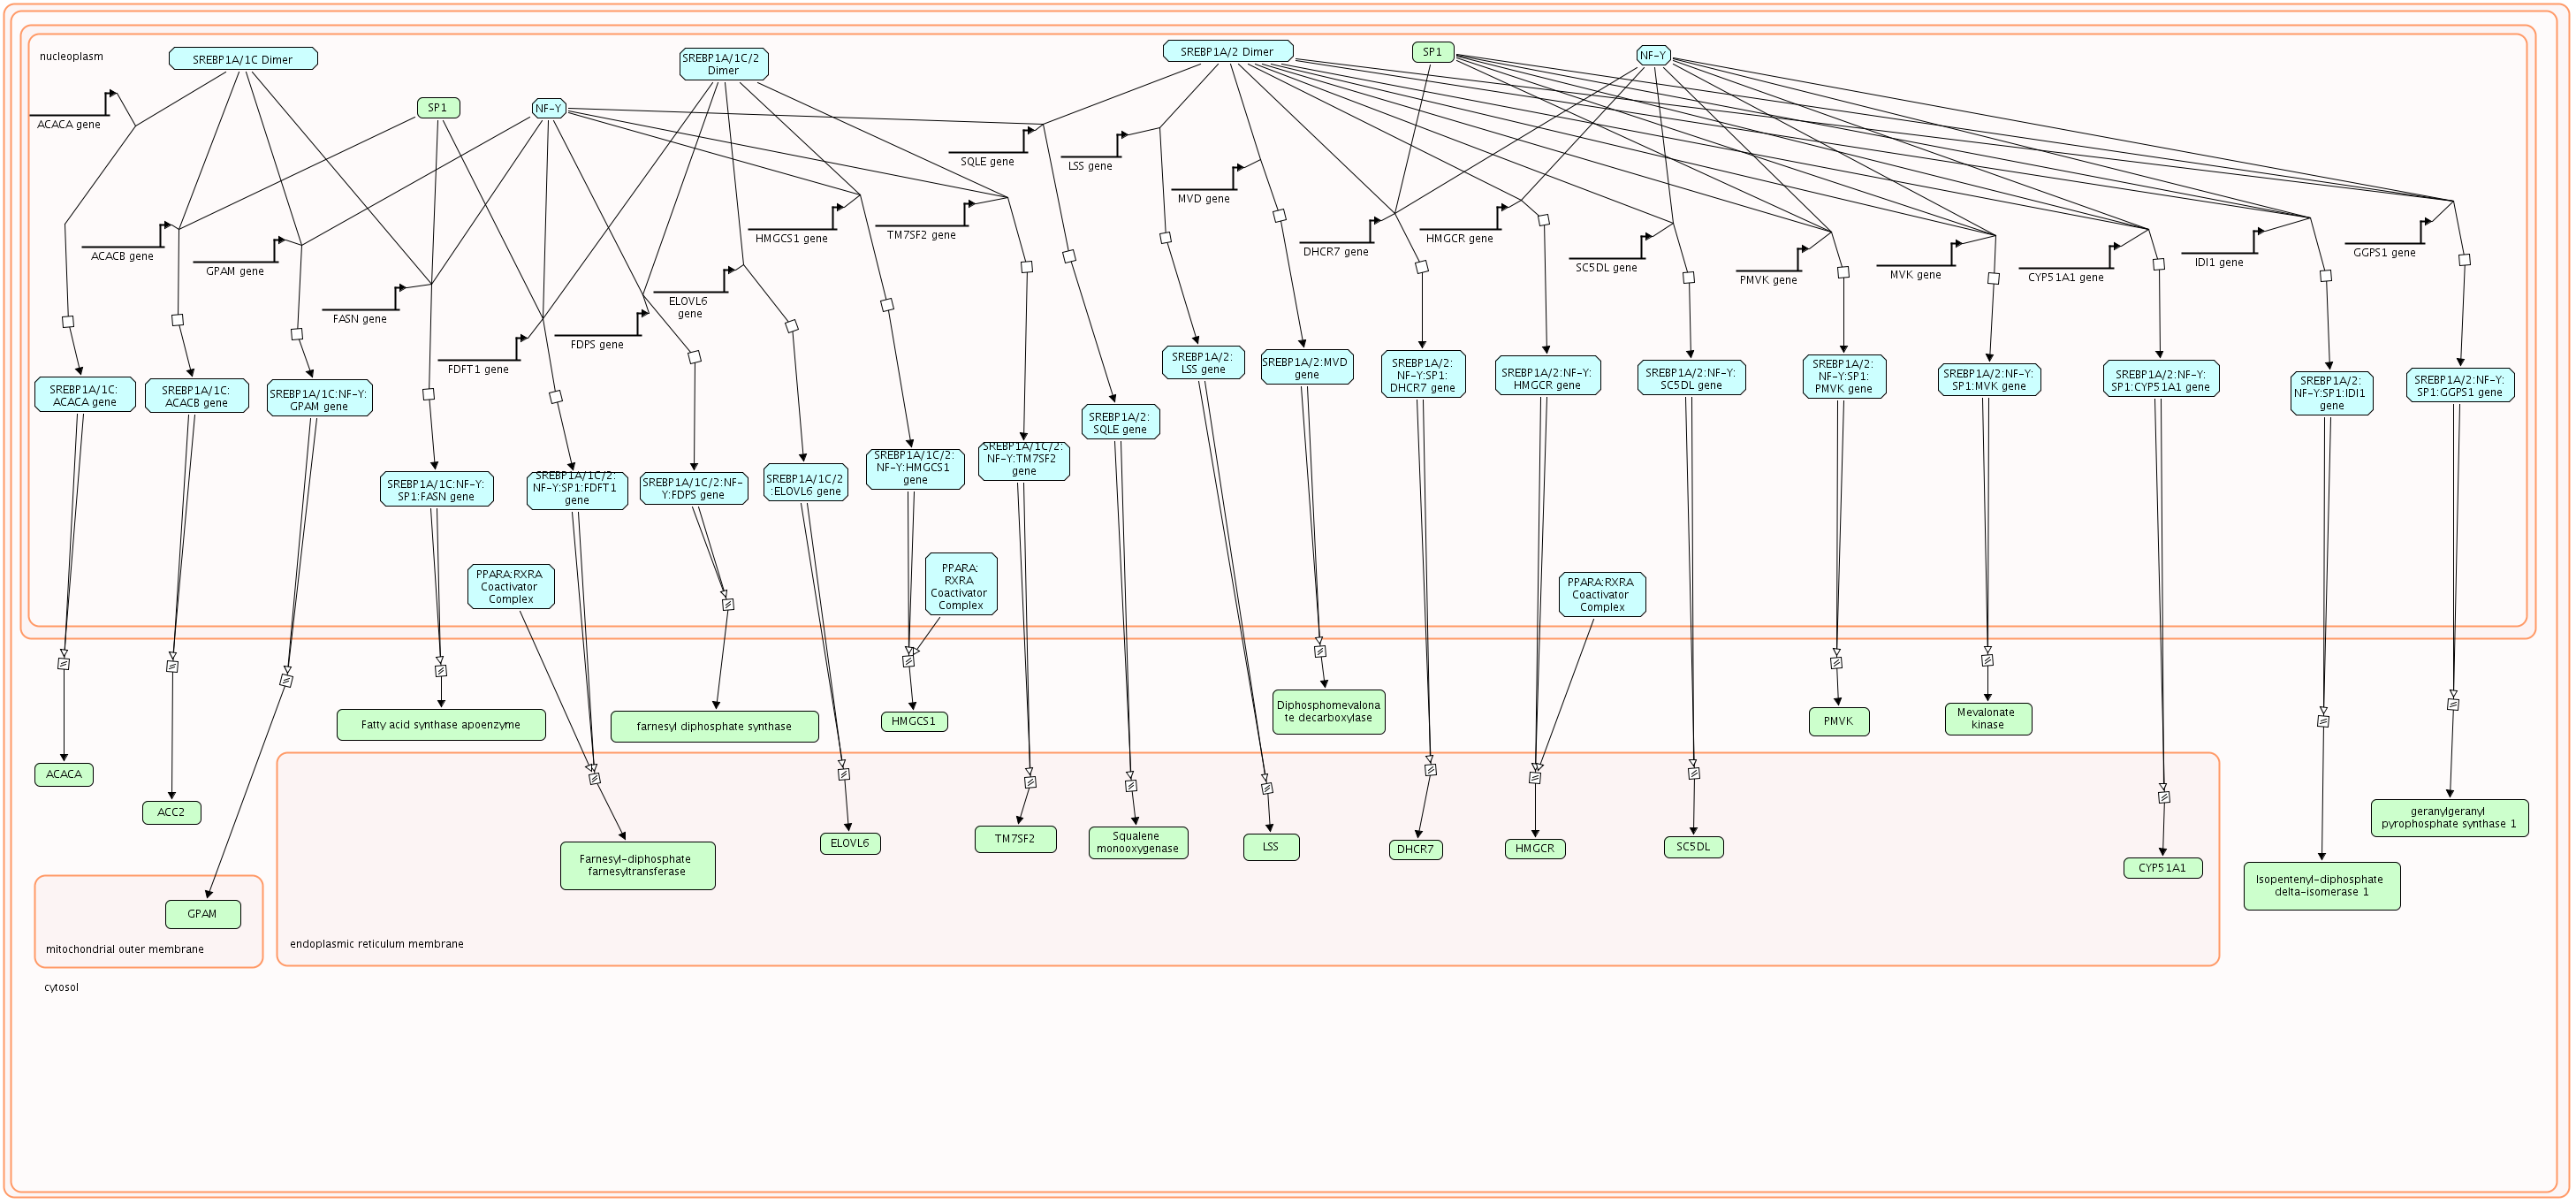 nucleoplasm
SREBP1A/1C Dimer
SREBP1A/1C/2
Dimer
SREBP1A/2 Dimer
SP1
NF-Y
SP1
NF-Y
ACACA gene
ACACB gene
GPAM gene
FASN gene
FDFT1 gene
FDPS gene
ELOVL6
gene
HMGCS1 gene
TM7SF2 gene
SQLE gene
LSS gene
MVD gene
DHCR7 gene
HMGCR gene
SC5DL gene
PMVK gene
MVK gene
CYP51A1 gene
IDI1 gene
GGPS1 gene
SREBP1A/1C:
ACACA gene
SREBP1A/1C:
ACACB gene
SREBP1A/1C:NF-Y:
GPAM gene
SREBP1A/1C:NF-Y:
SP1:FASN gene
SREBP1A/1C/2:
NF-Y:SP1:FDFT1
gene
SREBP1A/1C/2:NF-
Y:FDPS gene
SREBP1A/1C/2
:ELOVL6 gene
SREBP1A/1C/2:
NF-Y:HMGCS1
gene
SREBP1A/1C/2:
NF-Y:TM7SF2
gene
SREBP1A/2:
SQLE gene
SREBP1A/2:
LSS gene
SREBP1A/2:MVD
gene
SREBP1A/2:
NF-Y:SP1:
DHCR7 gene
SREBP1A/2:NF-Y:
HMGCR gene
SREBP1A/2:NF-Y:
SC5DL gene
SREBP1A/2:
NF-Y:SP1:
PMVK gene
SREBP1A/2:NF-Y:
SP1:MVK gene
SREBP1A/2:NF-Y:
SP1:CYP51A1 gene
SREBP1A/2:
NF-Y:SP1:IDI1
gene
SREBP1A/2:NF-Y:
SP1:GGPS1 gene
PPARA:RXRA
Coactivator
Complex
PPARA:
RXRA
Coactivator
Complex
PPARA:RXRA
Coactivator
Complex
ACACA
ACC2
GPAM
Fatty acid synthase apoenzyme
farnesyl diphosphate synthase
HMGCS1
Diphosphomevalona
te decarboxylase
PMVK
Mevalonate
kinase
Farnesyl-diphosphate
farnesyltransferase
ELOVL6
TM7SF2
Squalene
monooxygenase
LSS
DHCR7
HMGCR
SC5DL
CYP51A1
Isopentenyl-diphosphate
delta-isomerase 1
geranylgeranyl
pyrophosphate synthase 1
mitochondrial outer membrane
endoplasmic reticulum membrane
cytosol